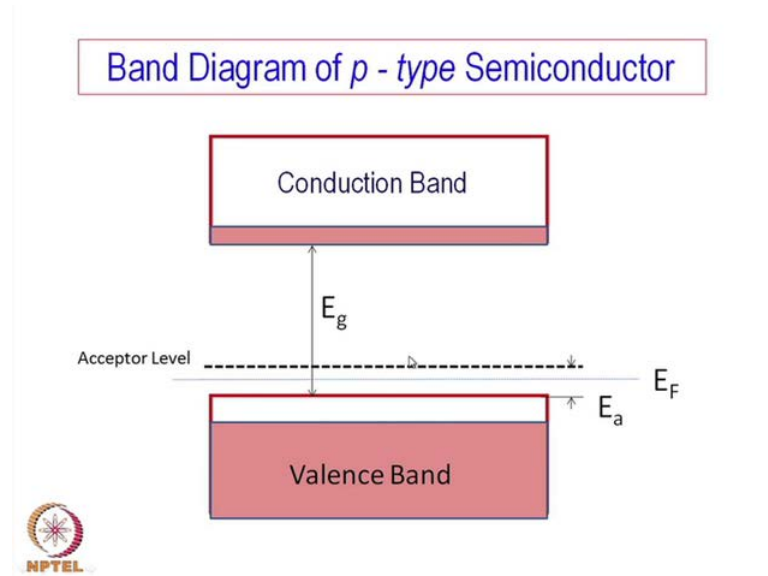 Band Diagram of p - type Semiconductor
Conduction Band
Eg
Acceptor Level
EF
Ea
Valence Band
NPTEL